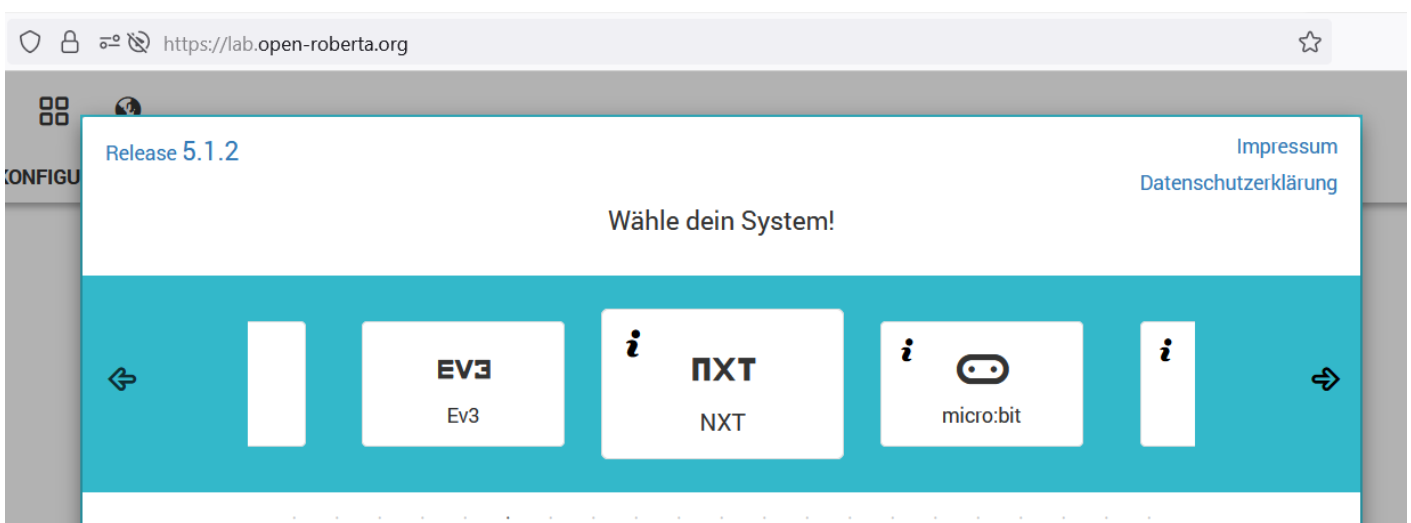 https://lab.open-roberta.org
Release 5.1.2
Impressum
KONFIGU
Datenschutzerklärung
Wähle dein System!
i
i
i
EV3
NXT
Ev3
NXT
micro:bit